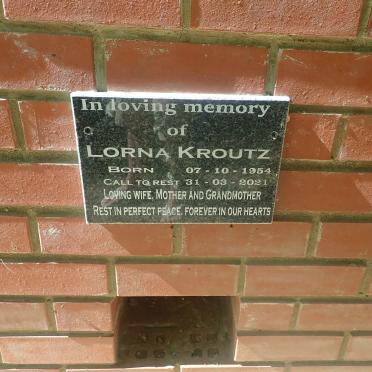 In loving memory
of
Lorna Kroutz
Born 07 - 10 - 1954
Call to rest 31 - 03 - 2021
Loving wife, Mother and Grandmother
Rest in perfect peace, forever in our hearts